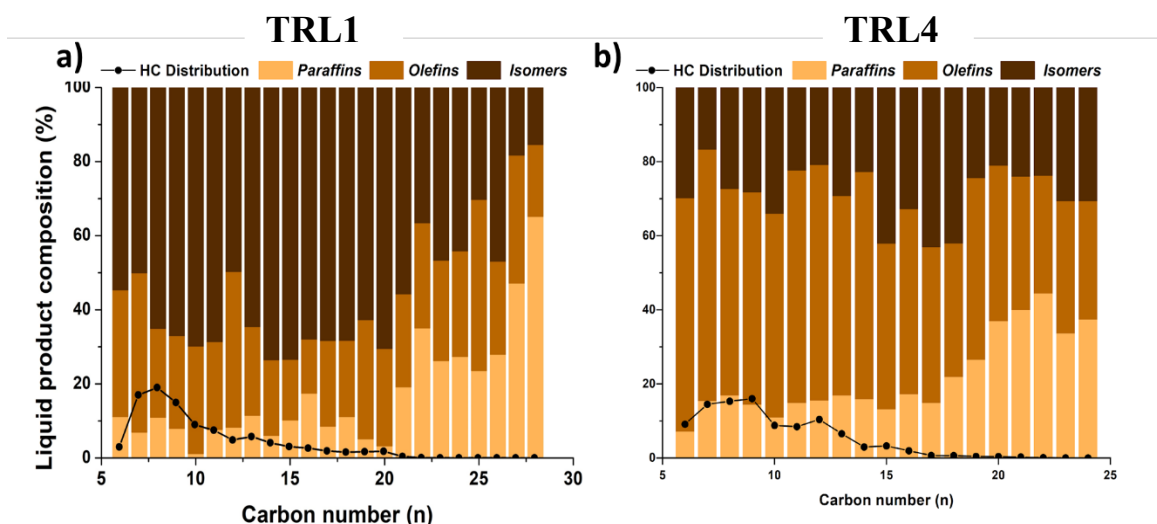 TRL1
TRL4
a)
HC Distribution Paraffins Olefins Isomers
100
80
60
40
20
0
Liquid product composition (%)
5 10 15 20 25 30
Carbon number (n)
b)
HC Distribution Paraffins Olefins Isomers
100
80
60
40
20
0
5 10 15 20 25
Carbon number (n)